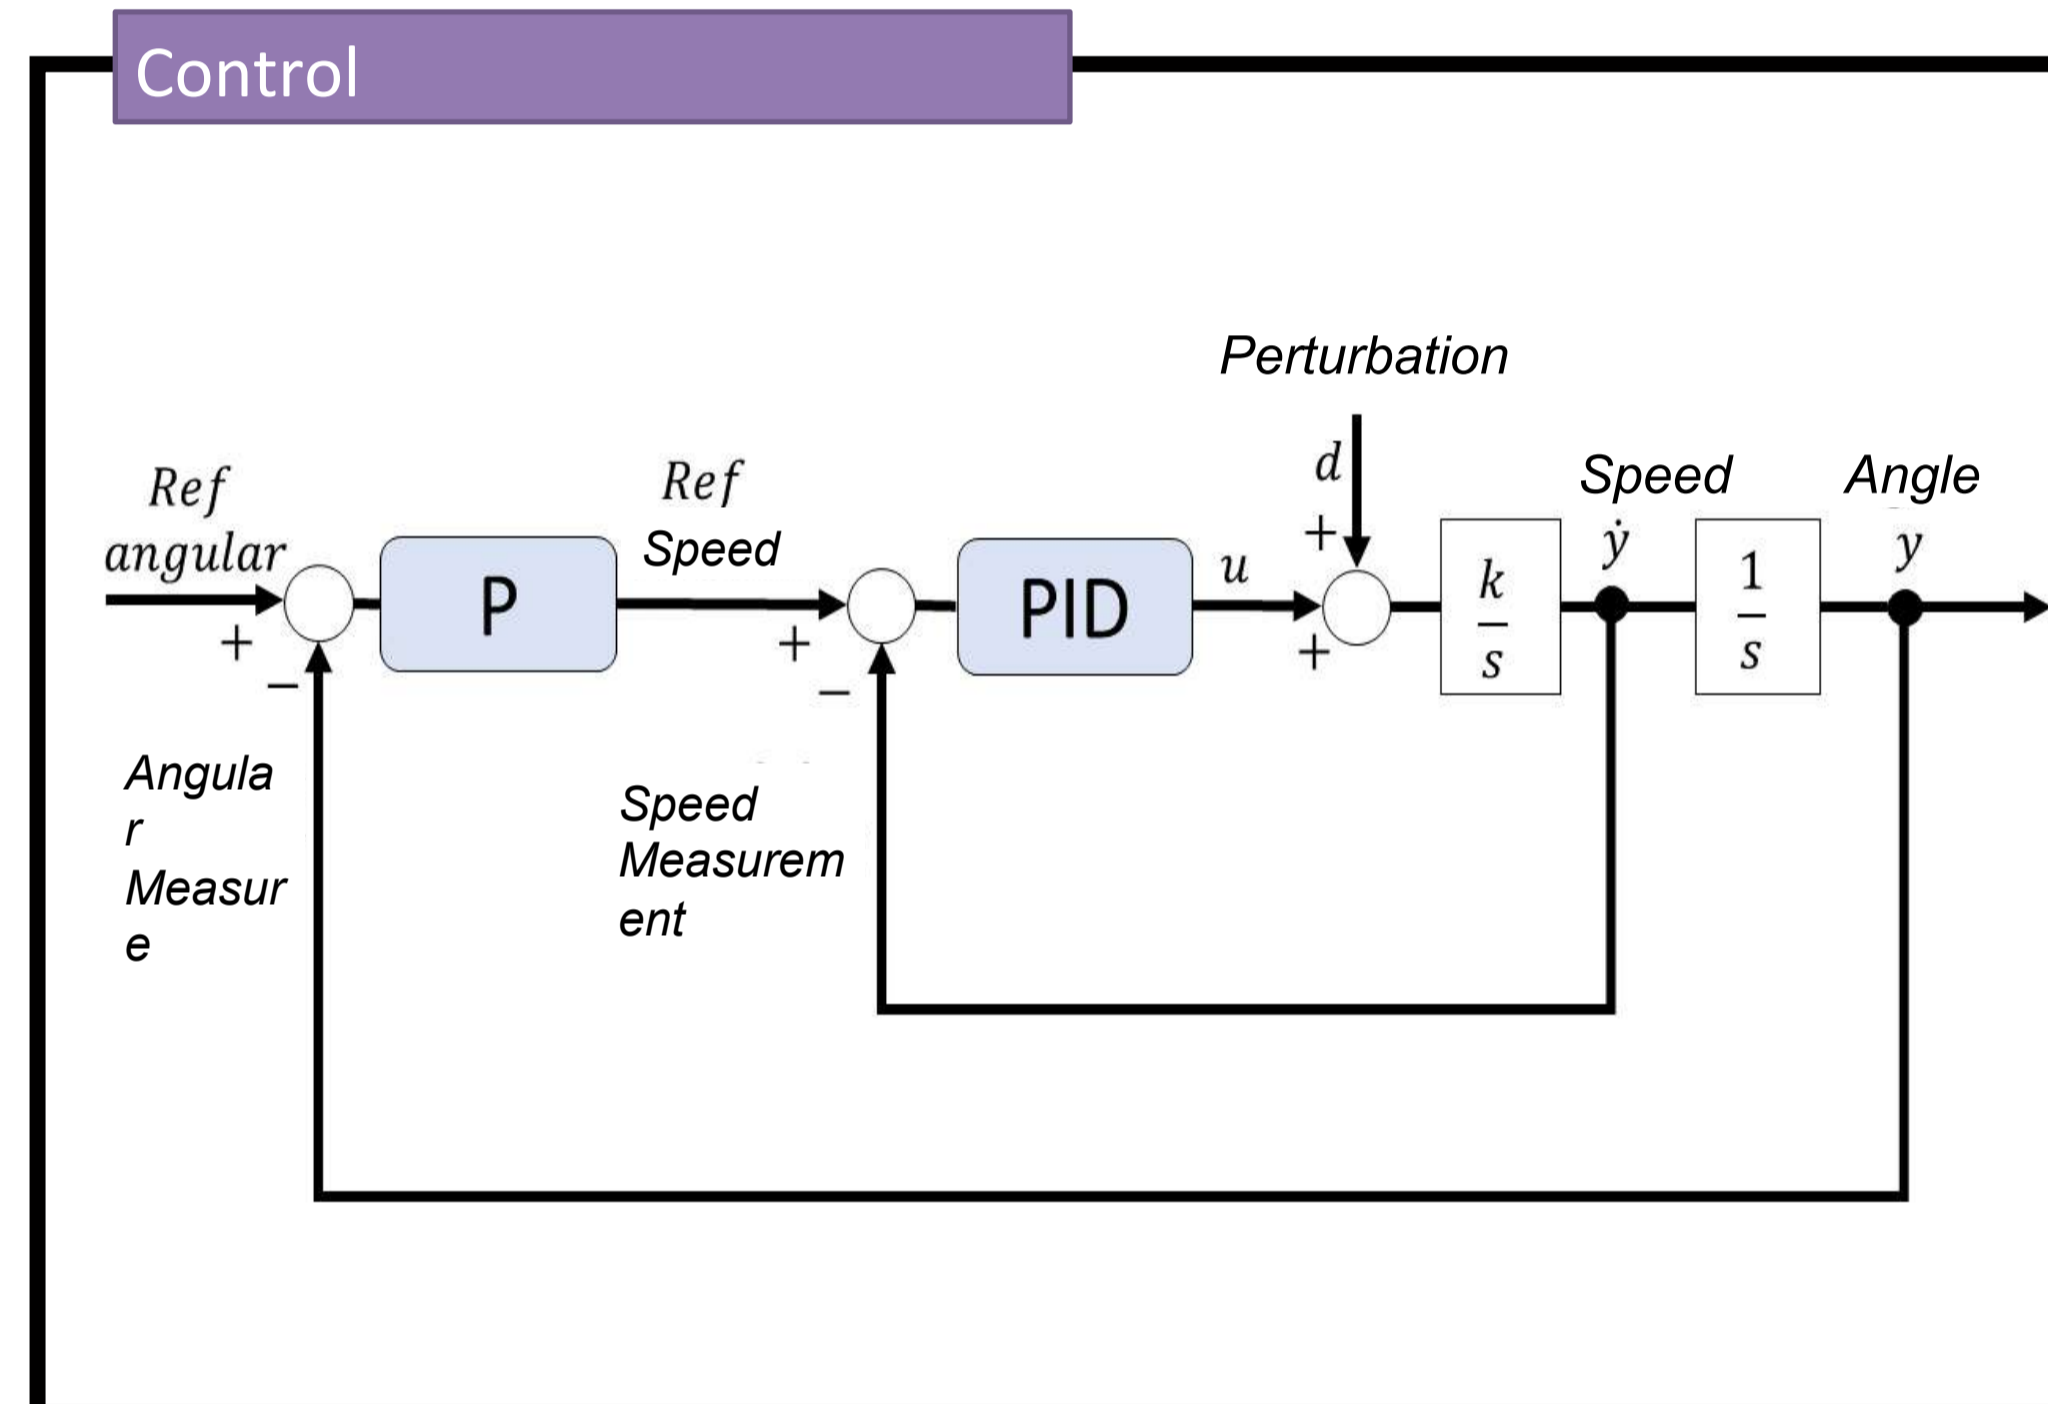 Control
Perturbation
d
+
Ref
angular
+
−
P
Ref
Speed
+
−
PID
u
+
k
s
Speed
ẏ
1
s
Angle
y
Angula
r
Measur
e
Speed
Measurem
ent